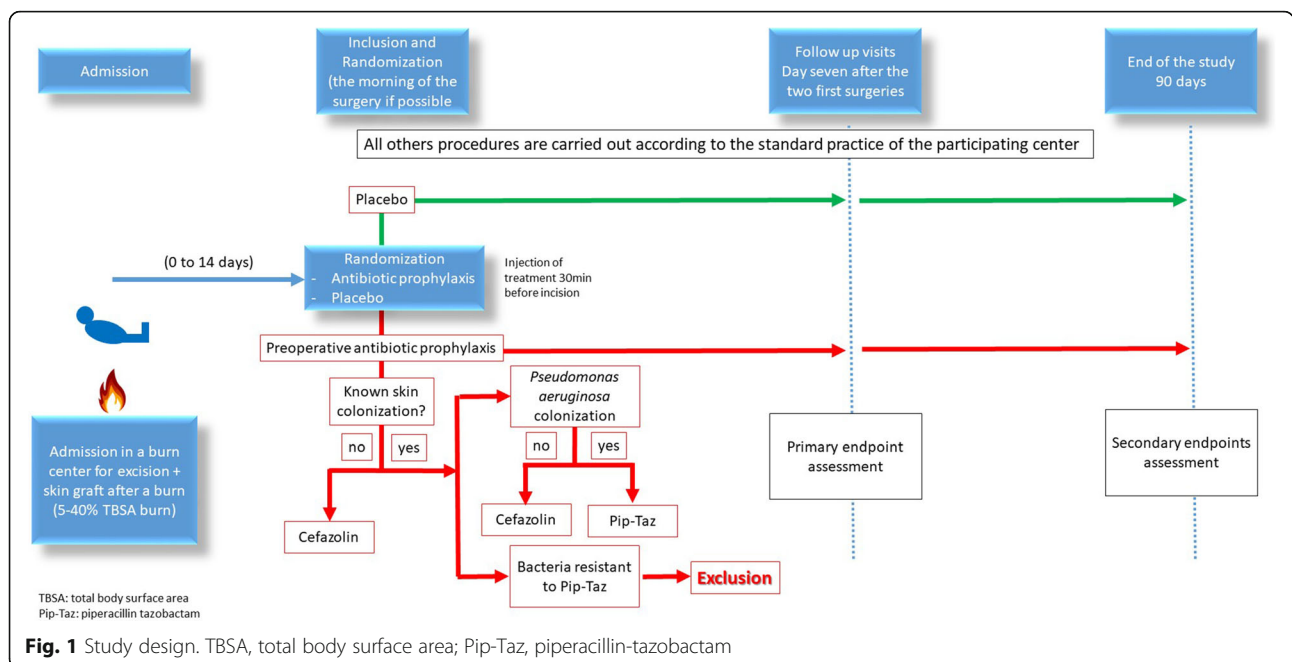 Admission
Inclusion and
Randomization
(the morning of the
surgery if possible
Follow up visits
Day seven after the
two first surgeries
End of the study
90 days
All others procedures are carried out according to the standard practice of the participating center
Placebo
(0 to 14 days)
Randomization
- Antibiotic prophylaxis
- Placebo
Injection of
treatment 30min
before incision
Preoperative antibiotic prophylaxis
Known skin
colonization?
no
yes
Cefazolin
Pseudomonas
aeruginosa
colonization
no
yes
Cefazolin
Pip-Taz
Bacteria resistant
to Pip-Taz
Exclusion
Primary endpoint
assessment
Secondary endpoints
assessment
Admission in a burn
center for excision +
skin graft after a burn
(5-40% TBSA burn)
TBSA: total body surface area
Pip-Taz: piperacillin tazobactam
Fig. 1 Study design. TBSA, total body surface area; Pip-Taz, piperacillin-tazobactam